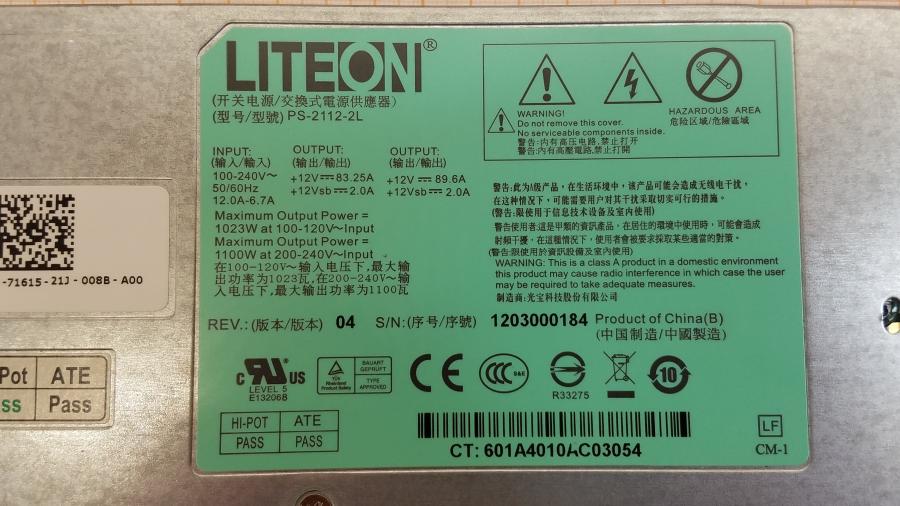 LITEON®
(开关电源/交換式電源供應器)
(型号/型號) PS-2112-2L
WARNING!
Do not remove this cover.
No serviceable components inside.
警告:内有高压电路,禁止打开
警告:内有高壓電路,禁止打開
HAZARDOUS AREA
危险区域/危險區域
INPUT:
(输入/輸入)
100-240V~
50/60Hz
12.0A-6.7A
OUTPUT:
(输出/輸出)
+12V⎓83.25A
+12Vsb⎓2.0A
OUTPUT:
(输出/輸出)
+12V⎓89.6A
+12Vsb⎓2.0A
Maximum Output Power =
1023W at 100-120V~Input
Maximum Output Power =
1100W at 200-240V~Input
在100-120V~输入电压下,最大输
出功率为1023瓦,在200-240V~输
入电压下,最大输出功率为1100瓦
警告:此为A级产品，在生活环境中，该产品可能会造成无线电干扰，
在这种情况下，可能需要用户对其干扰采取切实可行的措施。
(警告:限使用于信息技术设备及室内使用)
警告使用者:這是甲類的資訊產品，在居住的環境中使用時，可能會造成
射頻干擾，在這種情況下，使用者會被要求採取某些適當的對策。
(警告:限使用於資訊設備及室內使用)
WARNING: This is a class A product in a domestic environment
this product may cause radio interference in which case the user
may be required to take adequate measures.
制造商:光宝科技股份有限公司
REV.:(版本/版本) 04 S/N:(序号/序號) 1203000184 Product of China(B)
(中国制造/中國製造)
-71615-21J-008B-A00
Pot ATE
ss Pass
c RU US
LEVEL 5
E132068
TÜV
Rheinland
Product Safety
BAUART
GEPRÜFT
TYPE
APPROVED
CE
CCC S&E
R33275
10
HI-POT ATE
PASS PASS
CT: 601A4010AC03054
LF
CM-1